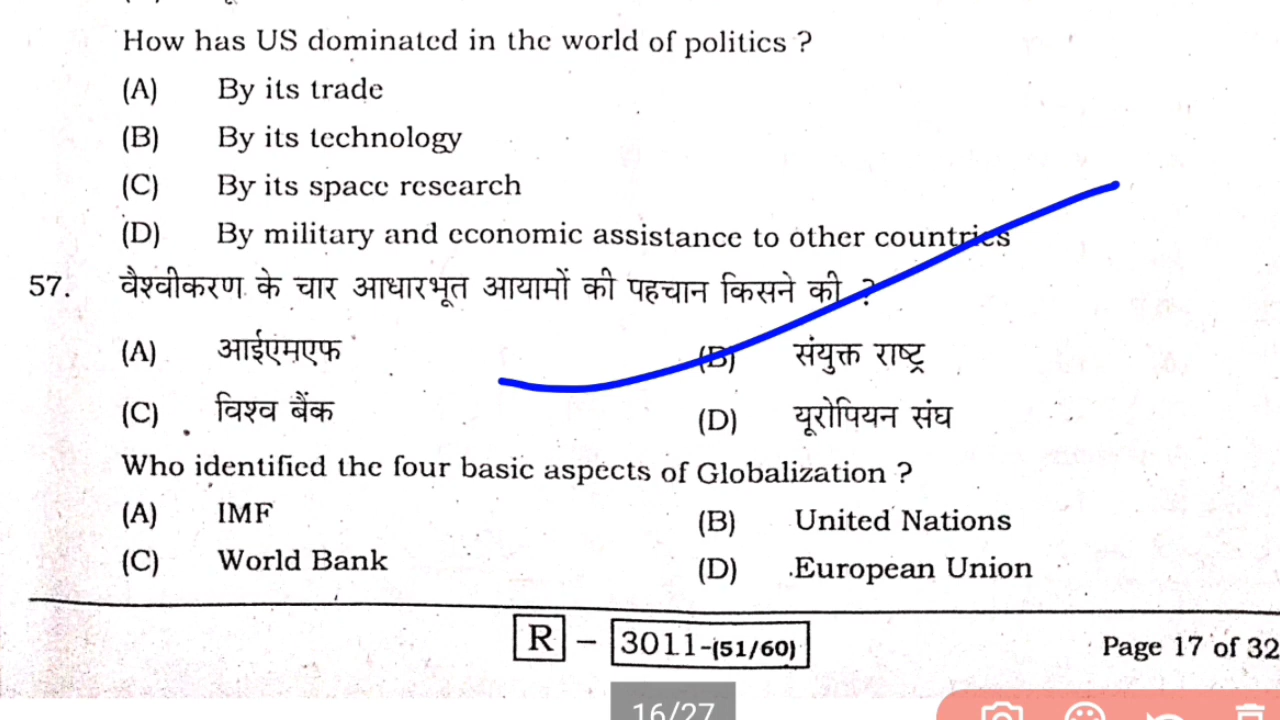 How has US dominated in the world of politics ?
(A) By its trade
(B) By its technology
(C) By its space research
(D) By military and economic assistance to other countries
57. वैश्वीकरण के चार आधारभूत आयामों की पहचान किसने की ?
(A) आईएमएफ (B) संयुक्त राष्ट्र
(C) विश्व बैंक (D) यूरोपियन संघ
Who identified the four basic aspects of Globalization ?
(A) IMF (B) United Nations
(C) World Bank (D) European Union
R – 3011-(51/60) Page 17 of 32
16/27